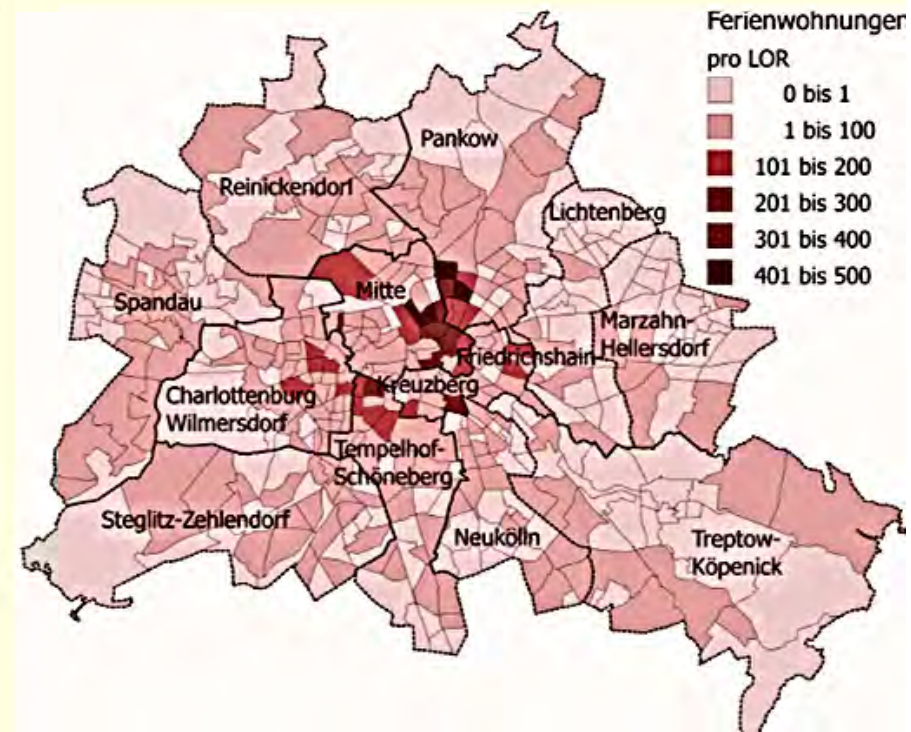 Ferienwohnungen
pro LOR
0 bis 1
1 bis 100
101 bis 200
201 bis 300
301 bis 400
401 bis 500
Pankow
Reinickendorf
Lichtenberg
Mitte
Spandau
Marzahn-
Hellersdorf
Friedrichshain
Kreuzberg
Charlottenburg
Wilmersdorf
Tempelhof-
Schöneberg
Steglitz-Zehlendorf
Neukölln
Treptow-
Köpenick